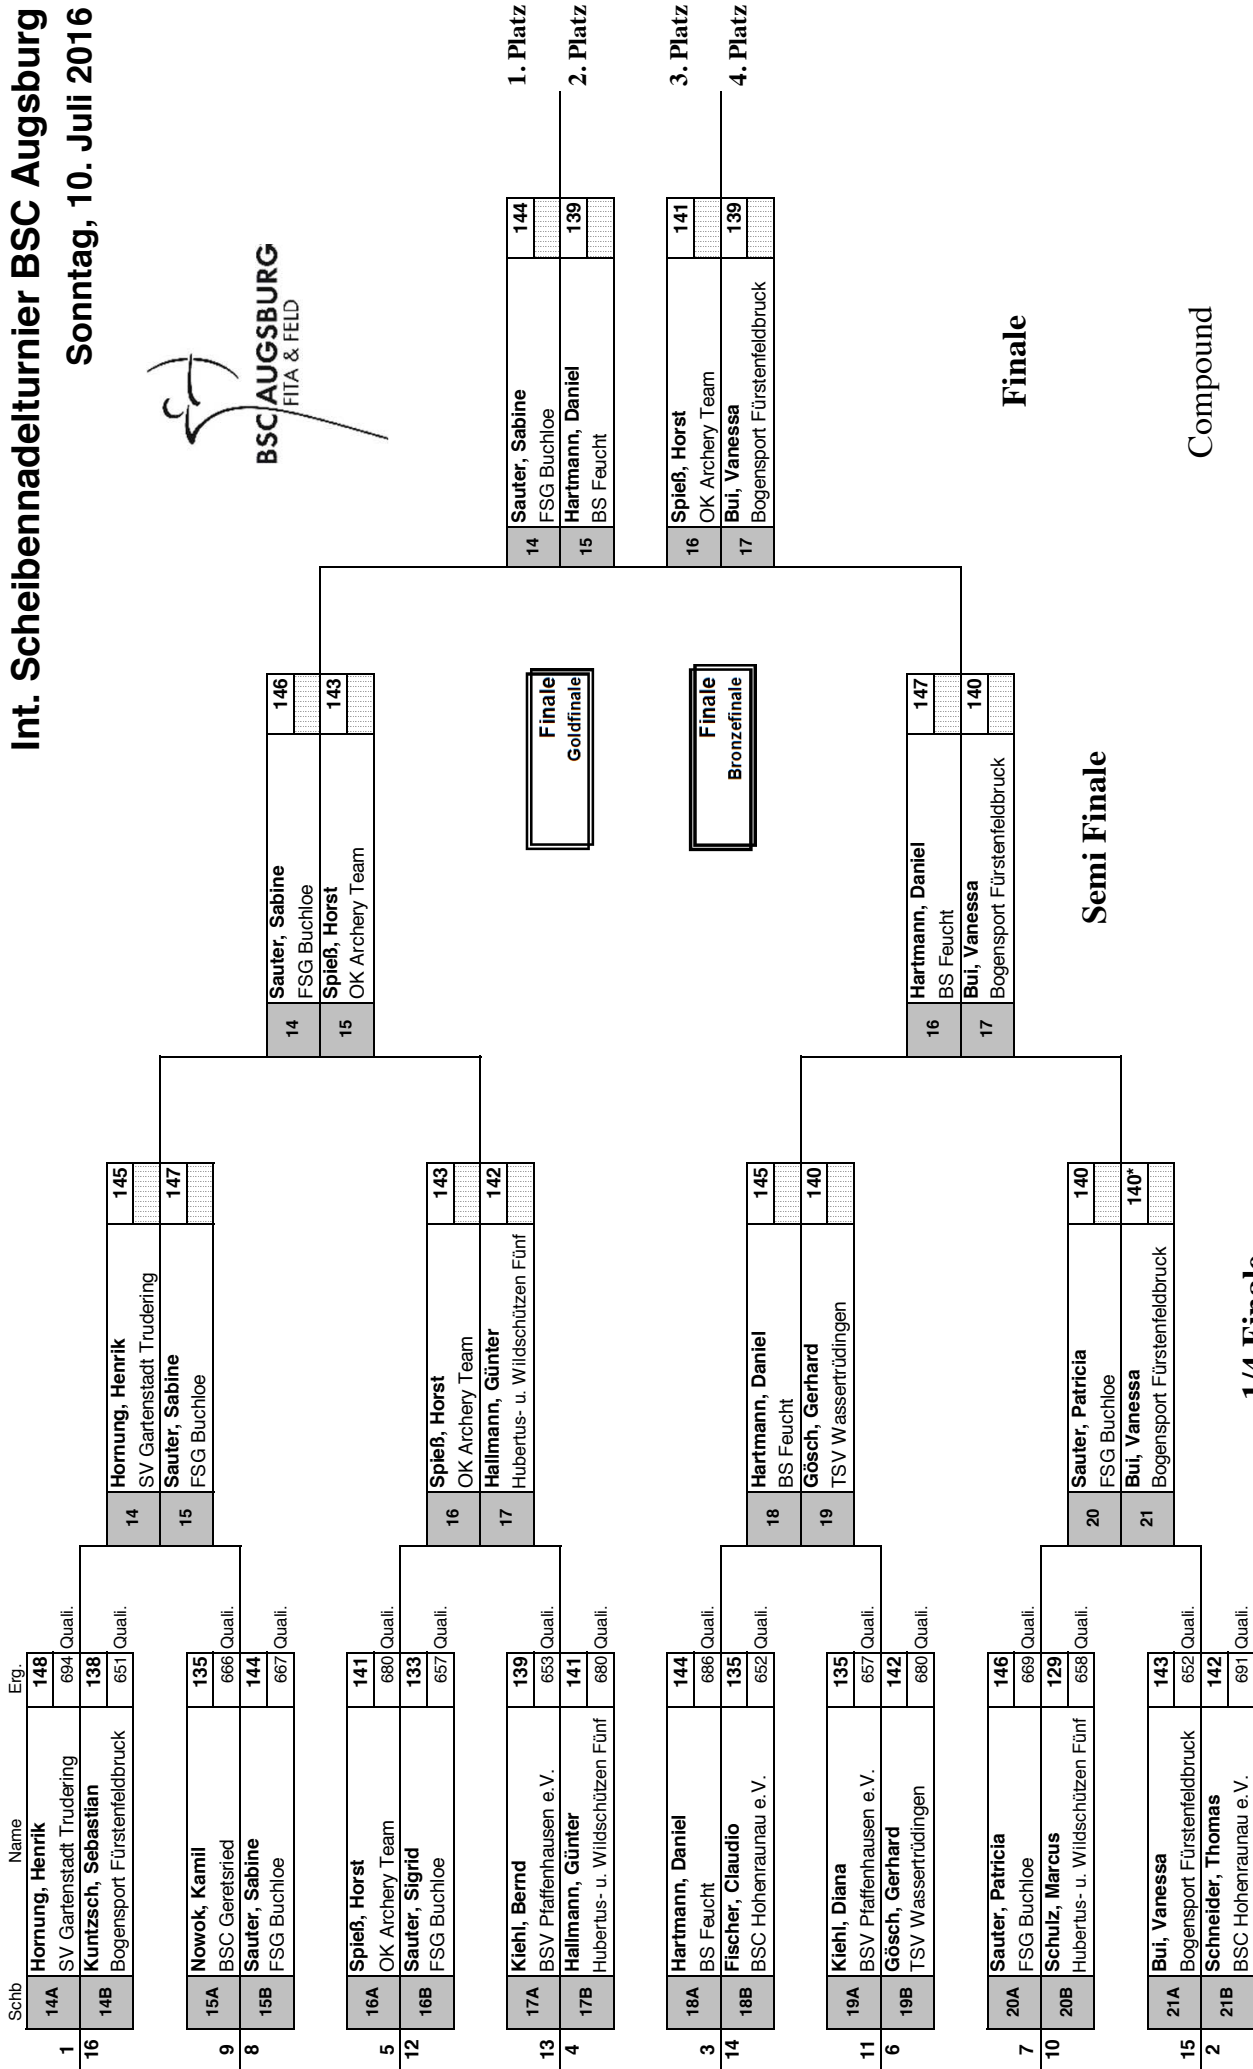 Int. Scheibennadelturnier BSC Augsburg
Sonntag, 10. Juli 2016
BSC AUGSBURG
FITA & FELD
Schb Name Erg.
1 14A Hornung, Henrik 148
SV Gartenstadt Trudering 694 Quali.
16 14B Kuntzsch, Sebastian 138
Bogensport Fürstenfeldbruck 651 Quali.
9 15A Nowok, Kamil 135
BSC Geretsried 666 Quali.
8 15B Sauter, Sabine 144
FSG Buchloe 667 Quali.
5 16A Spieß, Horst 141
OK Archery Team 680 Quali.
12 16B Sauter, Sigrid 133
FSG Buchloe 657 Quali.
13 17A Kiehl, Bernd 139
BSV Pfaffenhausen e.V. 653 Quali.
4 17B Hallmann, Günter 141
Hubertus- u. Wildschützen Fünf 680 Quali.
3 18A Hartmann, Daniel 144
BS Feucht 686 Quali.
14 18B Fischer, Claudio 135
BSC Hohenraunau e.V. 652 Quali.
11 19A Kiehl, Diana 135
BSV Pfaffenhausen e.V. 657 Quali.
6 19B Gösch, Gerhard 142
TSV Wassertrüdingen 680 Quali.
7 20A Sauter, Patricia 146
FSG Buchloe 669 Quali.
10 20B Schulz, Marcus 129
Hubertus- u. Wildschützen Fünf 658 Quali.
15 21A Bui, Vanessa 143
Bogensport Fürstenfeldbruck 652 Quali.
2 21B Schneider, Thomas 142
BSC Hohenraunau e.V. 691 Quali.
14 Hornung, Henrik 145
SV Gartenstadt Trudering
15 Sauter, Sabine 147
FSG Buchloe
16 Spieß, Horst 143
OK Archery Team
17 Hallmann, Günter 142
Hubertus- u. Wildschützen Fünf
18 Hartmann, Daniel 145
BS Feucht
19 Gösch, Gerhard 140
TSV Wassertrüdingen
20 Sauter, Patricia 140
FSG Buchloe
21 Bui, Vanessa 140*
Bogensport Fürstenfeldbruck
1/4 Finale
14 Sauter, Sabine 146
FSG Buchloe
15 Spieß, Horst 143
OK Archery Team
16 Hartmann, Daniel 147
BS Feucht
17 Bui, Vanessa 140
Bogensport Fürstenfeldbruck
Semi Finale
Finale
Goldfinale
Finale
Bronzefinale
14 Sauter, Sabine 144
FSG Buchloe
15 Hartmann, Daniel 139
BS Feucht
16 Spieß, Horst 141
OK Archery Team
17 Bui, Vanessa 139
Bogensport Fürstenfeldbruck
Finale
1. Platz
2. Platz
3. Platz
4. Platz
Compound